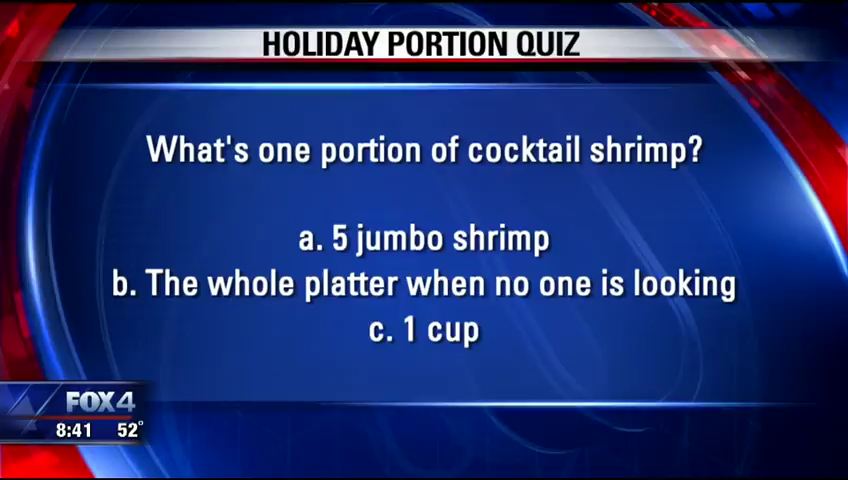 HOLIDAY PORTION QUIZ
What's one portion of cocktail shrimp?
a. 5 jumbo shrimp
b. The whole platter when no one is looking
c. 1 cup
FOX 4
8:41 52°